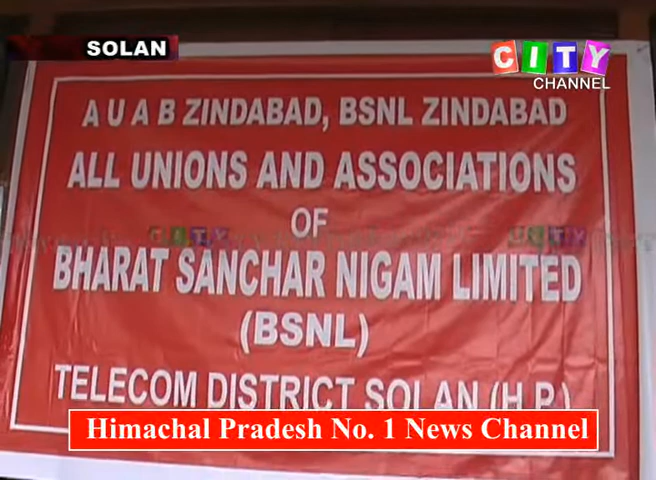 SOLAN
CITY
CHANNEL
A U A B ZINDABAD, BSNL ZINDABAD
ALL UNIONS AND ASSOCIATIONS
OF
BHARAT SANCHAR NIGAM LIMITED
(BSNL)
TELECOM DISTRICT SOLAN (H.P.)
Himachal Pradesh No. 1 News Channel